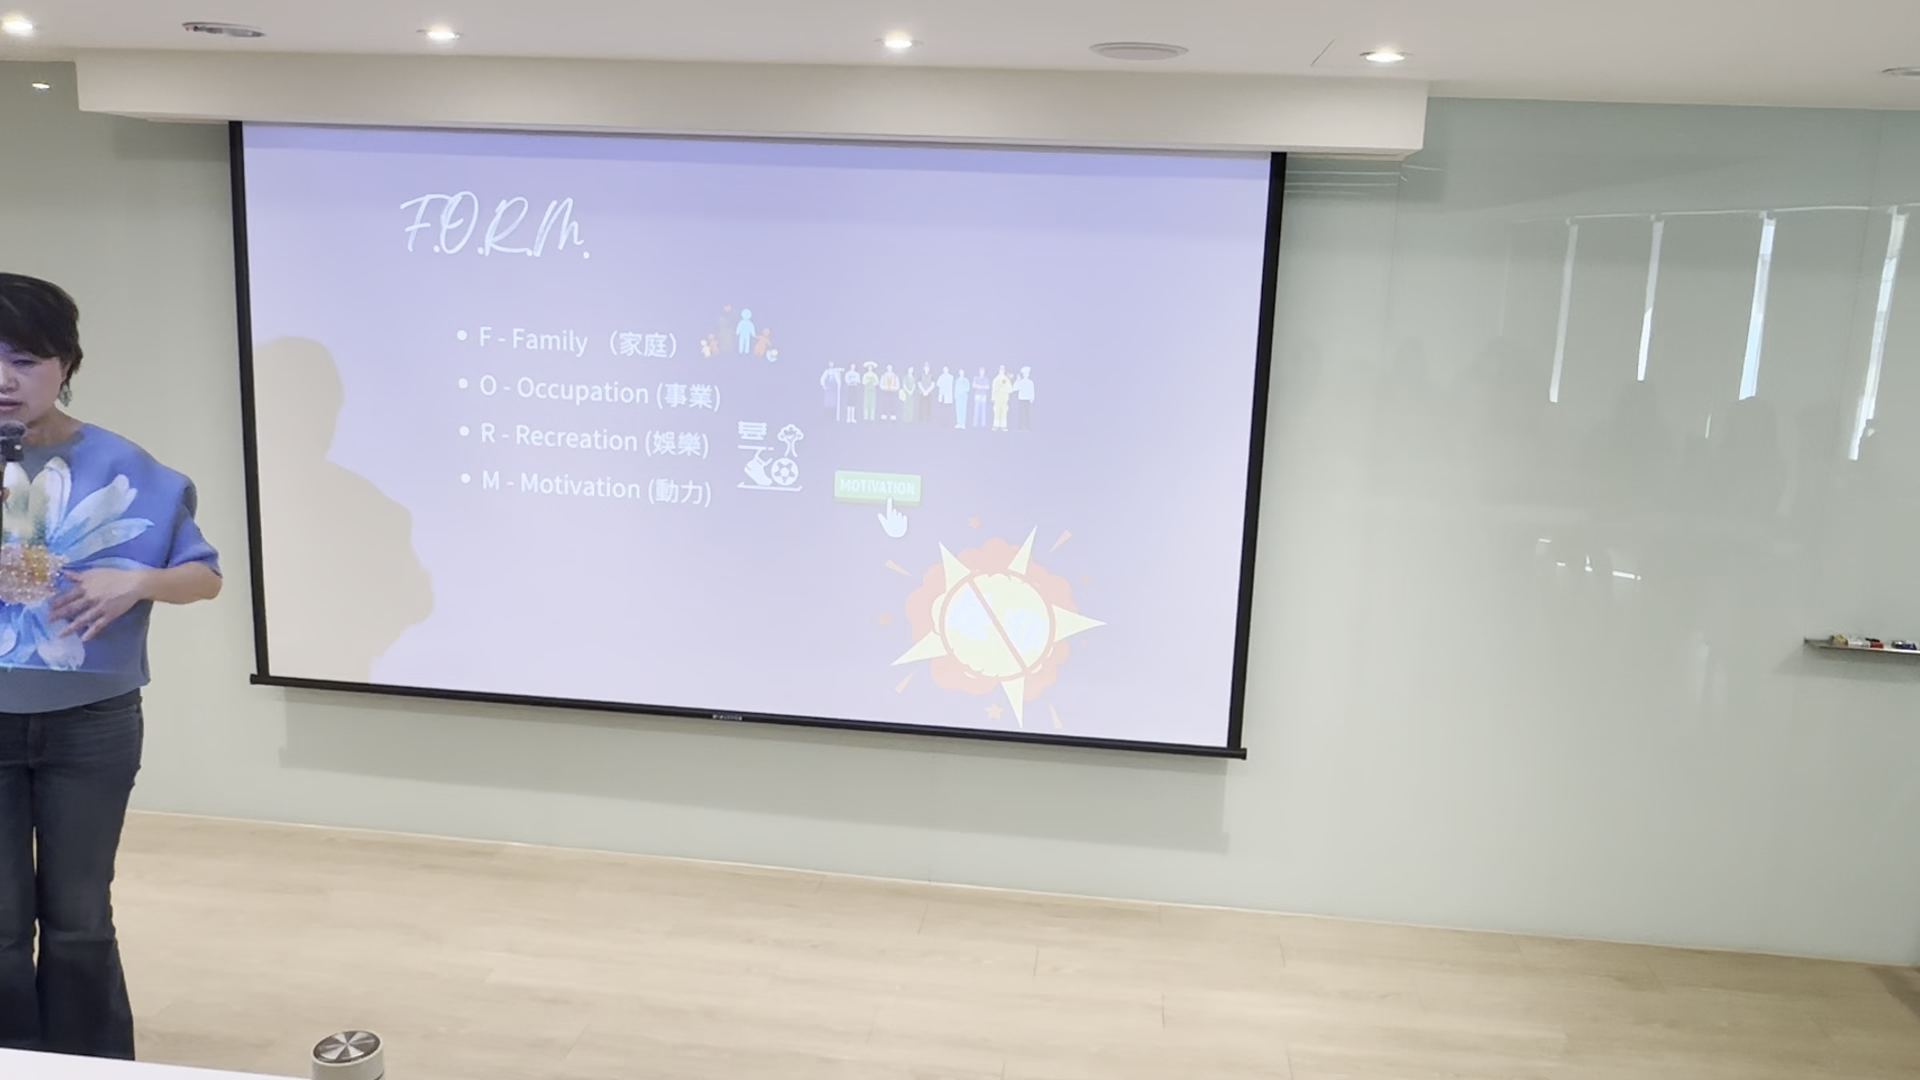 F.O.R.M.
• F - Family （家庭）
• O - Occupation (事業)
• R - Recreation (娛樂)
• M - Motivation (動力)
MOTIVATION